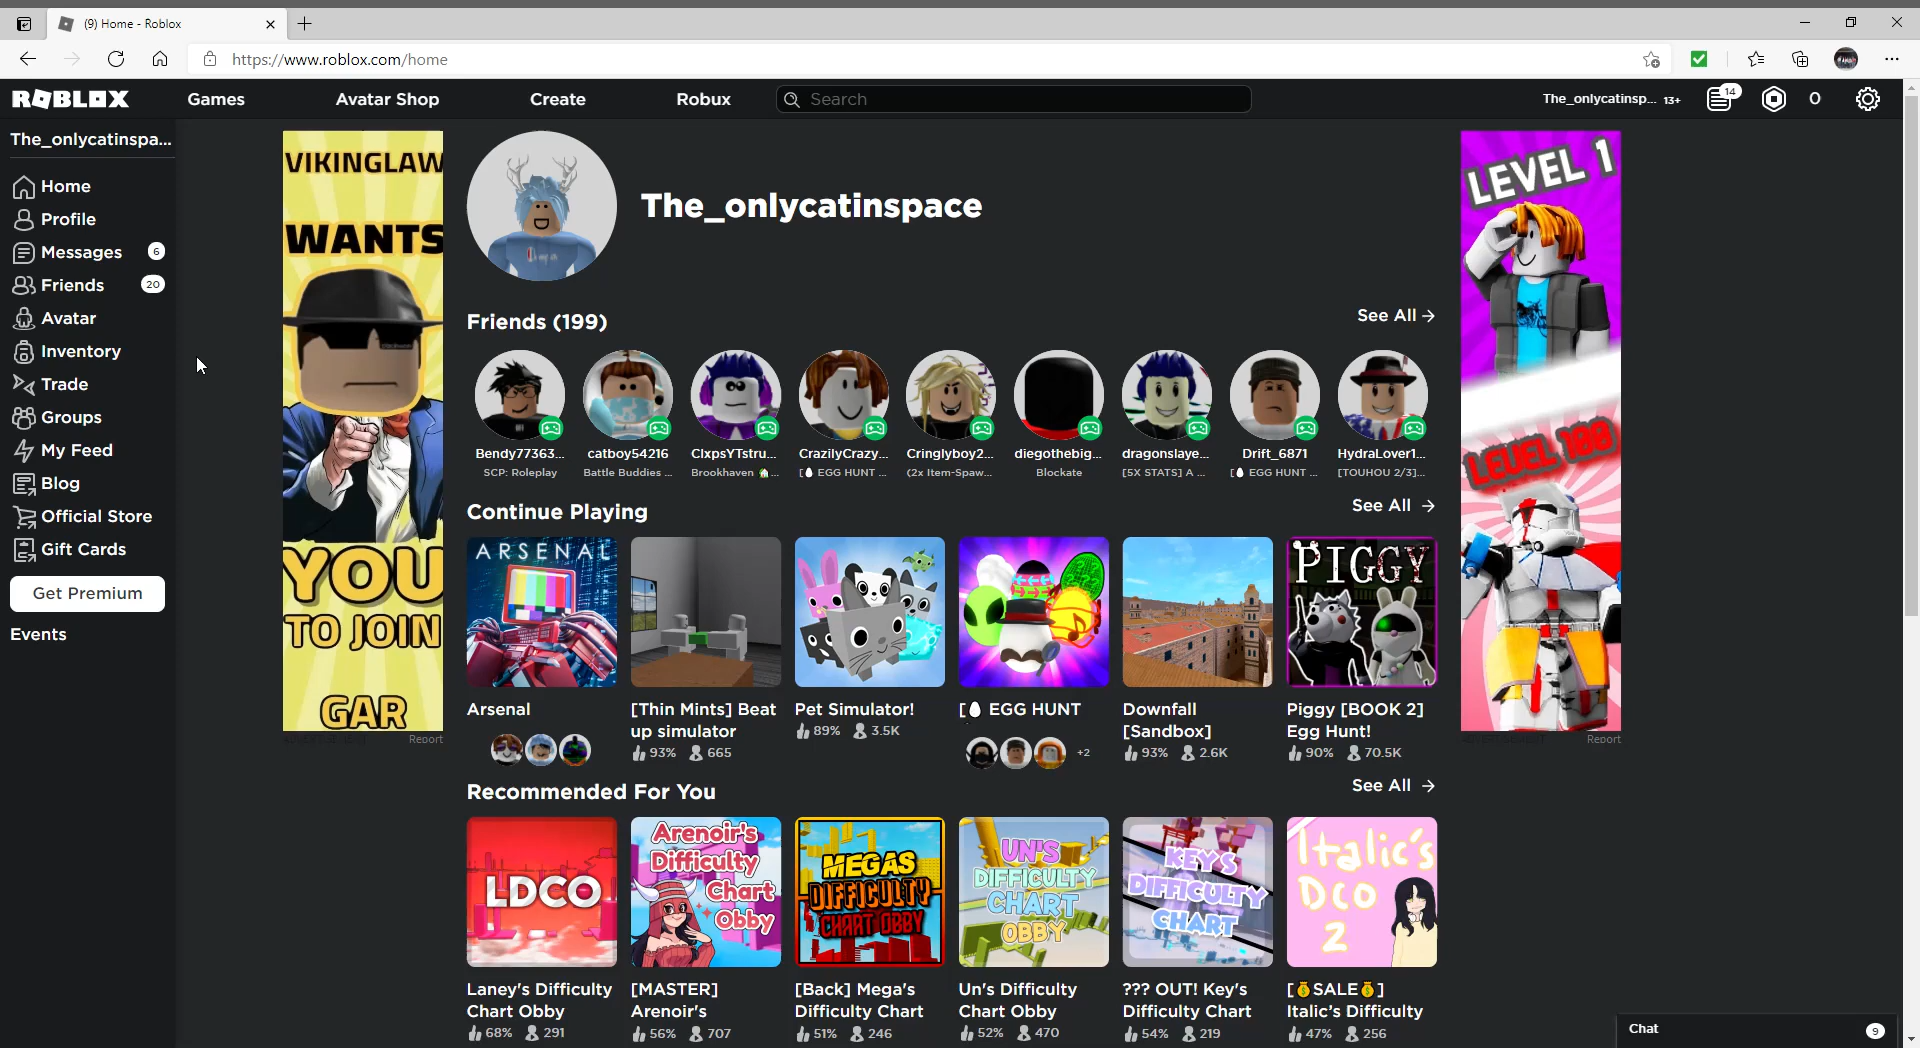 (9) Home - Roblox
https://www.roblox.com/home
ROBLOX
Games
Avatar Shop
Create
Robux
Search
The_onlycatinsp... 13+
14
0
The_onlycatinspa...
Home
Profile
Messages 6
Friends 20
Avatar
Inventory
Trade
Groups
My Feed
Blog
Official Store
Gift Cards
Get Premium
Events
VIKINGLAW
WANTS
YOU
TO JOIN
GAR
Report
The_onlycatinspace
Friends (199)
See All →
Bendy77363... catboy54216 ClxpsYTstru... CrazilyCrazy... Cringlyboy2... diegothebig... dragonslaye... Drift_6871 HydraLover1...
SCP: Roleplay Battle Buddies ... Brookhaven 🏠... [🥚 EGG HUNT ... (2x Item-Spaw... Blockate [5X STATS] A ... [🥚 EGG HUNT ... [TOUHOU 2/3]...
Continue Playing
See All →
ARSENAL
PIGGY
Arsenal
[Thin Mints] Beat
up simulator
93% 665
Pet Simulator!
89% 3.5K
[🥚 EGG HUNT
+2
Downfall
[Sandbox]
93% 2.6K
Piggy [BOOK 2]
Egg Hunt!
90% 70.5K
Recommended For You
See All →
LDCO
Arenoir's
Difficulty
Chart
Obby
MEGAS
DIFFICULTY
CHART OBBY
UN'S
DIFFICULTY
CHART
OBBY
KEY'S
DIFFICULTY
CHART
Italic's
DCO
2
Laney's Difficulty
Chart Obby
68% 291
[MASTER]
Arenoir's
56% 707
[Back] Mega's
Difficulty Chart
51% 246
Un's Difficulty
Chart Obby
52% 470
??? OUT! Key's
Difficulty Chart
54% 219
[💰SALE💰]
Italic's Difficulty
47% 256
LEVEL 1
LEVEL 100
Report
Chat 9